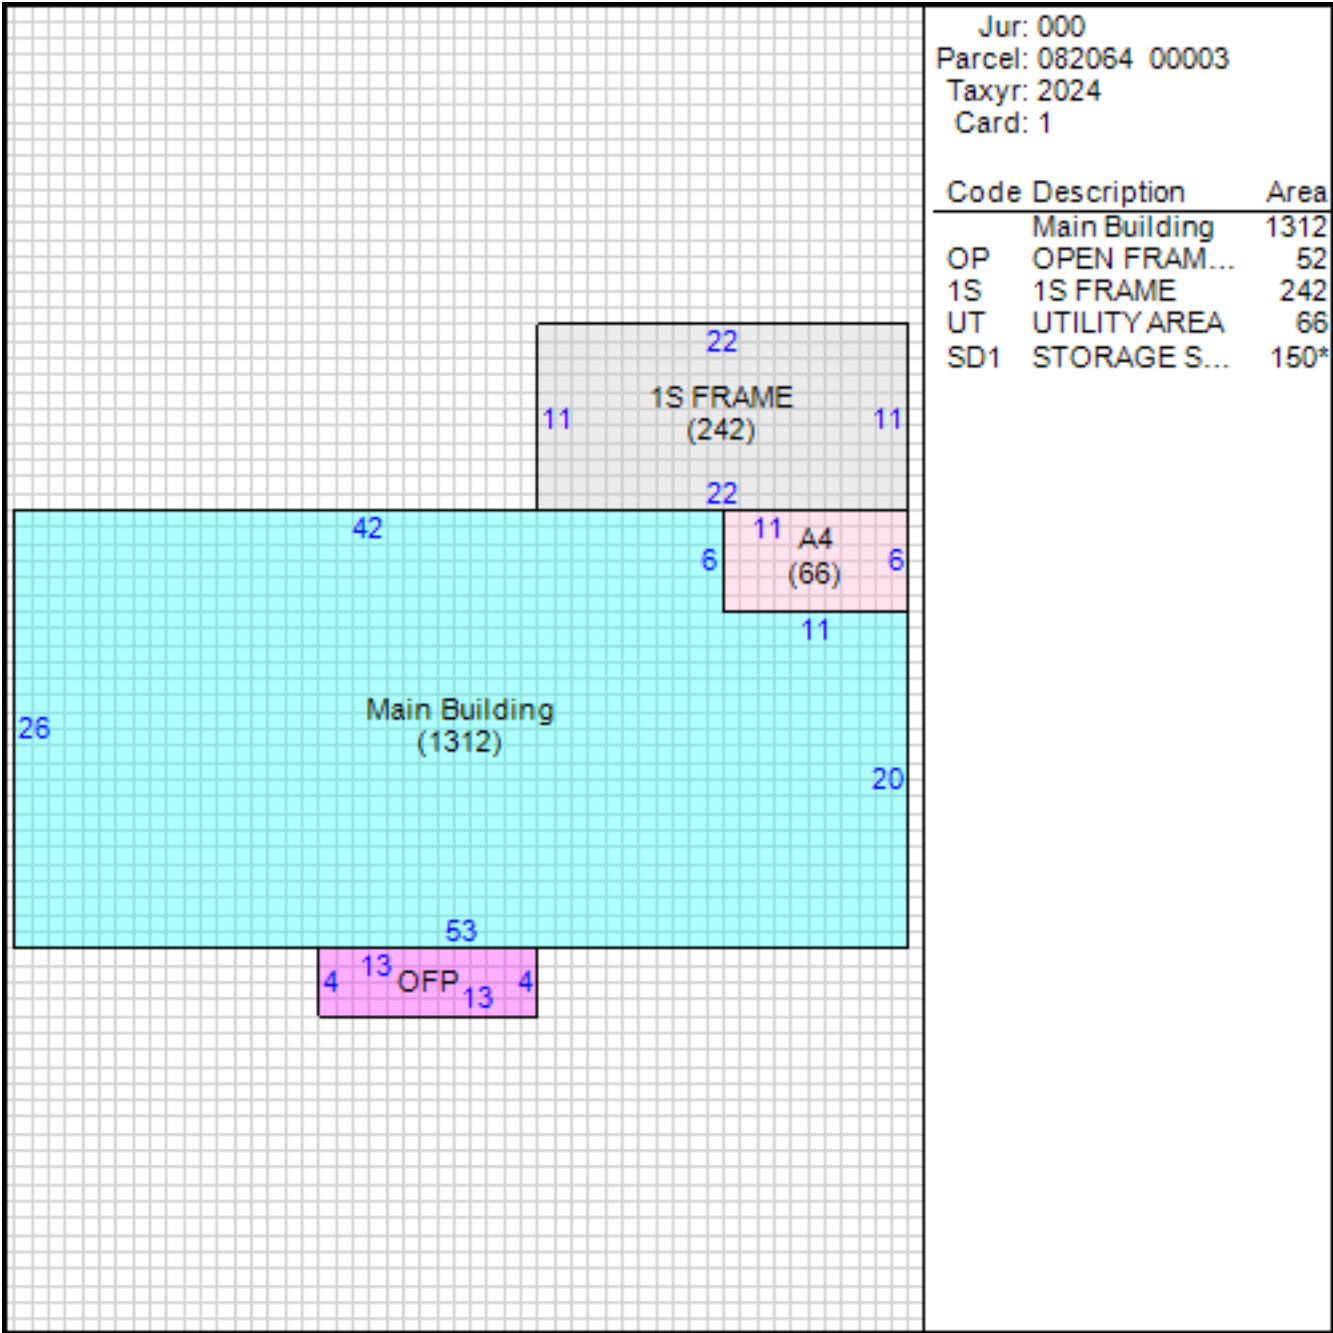 Jur: 000
Parcel: 082064 00003
Taxyr: 2024
Card: 1
Code Description Area
Main Building 1312
OP OPEN FRAM... 52
1S 1S FRAME 242
UT UTILITY AREA 66
SD1 STORAGE S... 150*
22
1S FRAME
11 (242) 11
22
42
11 A4
6 (66) 6
11
Main Building
(1312)
26
20
53
13
4 OFP 4
13